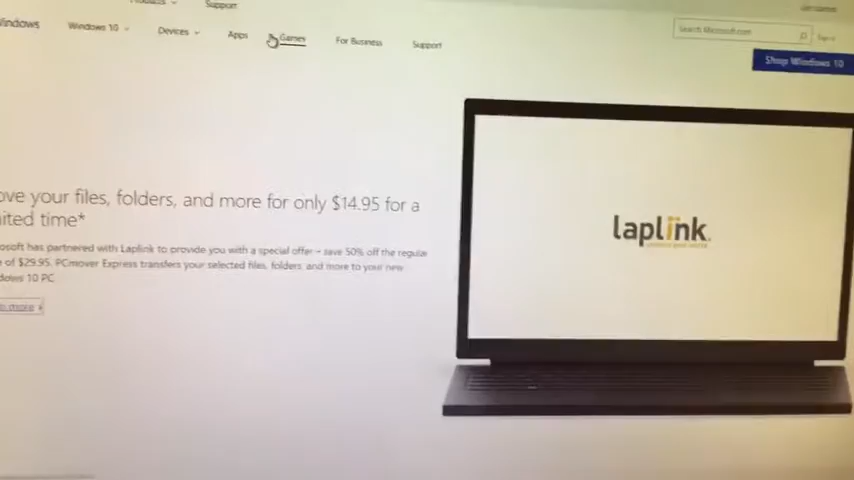 Support
Windows Windows 10 Devices Apps Games For Business Support
Search Microsoft.com
Shop Windows 10
ove your files, folders, and more for only $14.95 for a
ited time*
osoft has partnered with Laplink to provide you with a special offer – save 50% off the regular
of $29.95. PCmover Express transfers your selected files, folders, and more to your new
dows 10 PC
more
laplink.